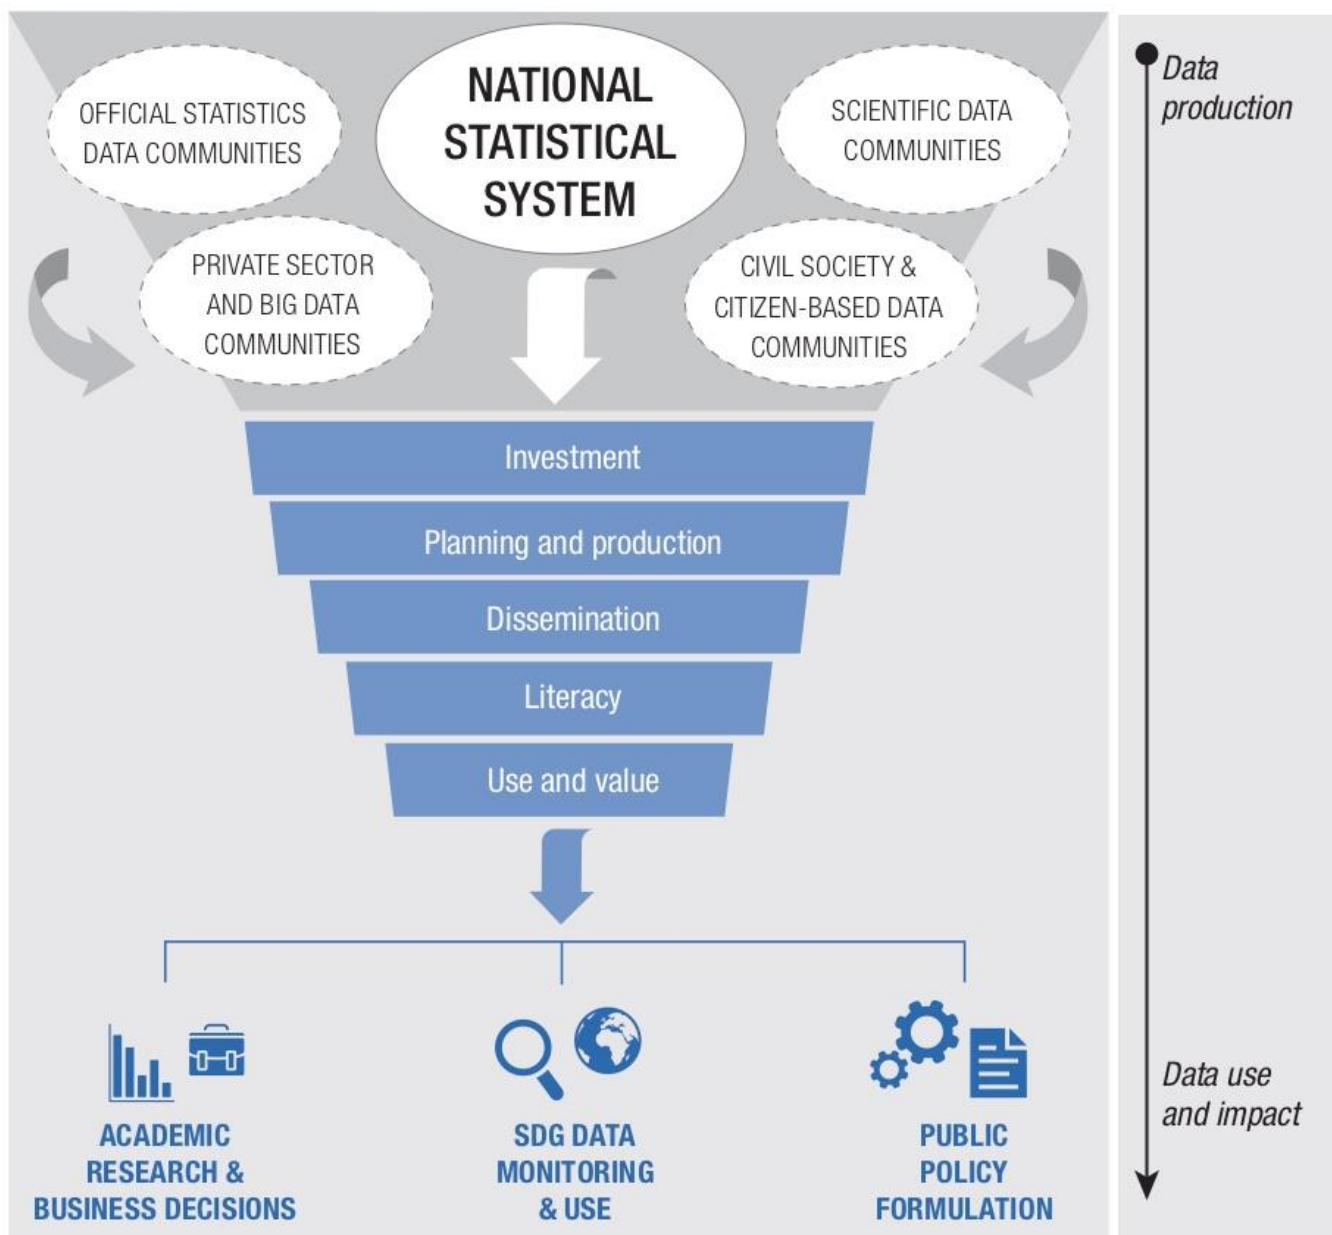 NATIONAL
STATISTICAL
SYSTEM
OFFICIAL STATISTICS
DATA COMMUNITIES
SCIENTIFIC DATA
COMMUNITIES
PRIVATE SECTOR
AND BIG DATA
COMMUNITIES
CIVIL SOCIETY &
CITIZEN-BASED DATA
COMMUNITIES
Investment
Planning and production
Dissemination
Literacy
Use and value
ACADEMIC
RESEARCH &
BUSINESS DECISIONS
SDG DATA
MONITORING
& USE
PUBLIC
POLICY
FORMULATION
Data
production
Data use
and impact